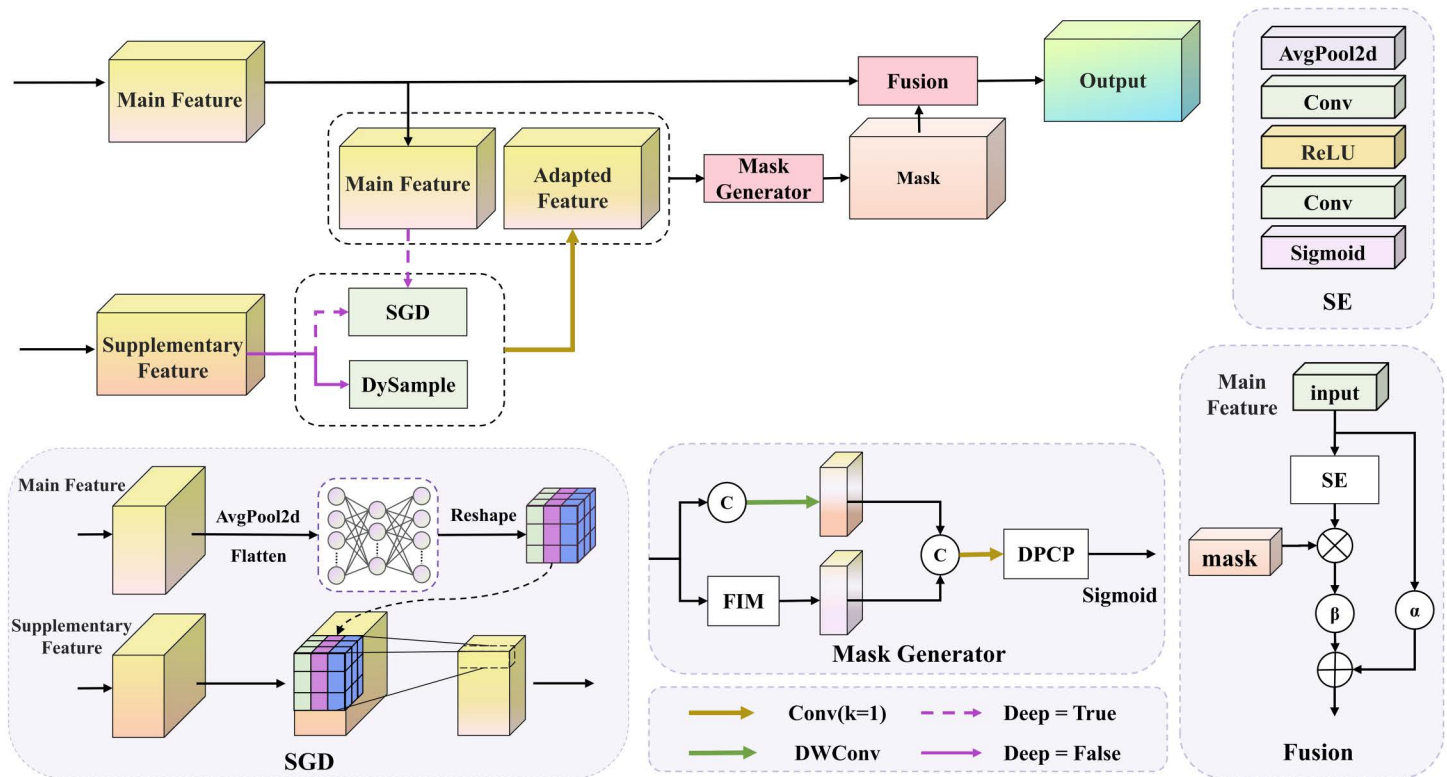 Main Feature
Fusion
Output
Main Feature
Adapted
Feature
Mask
Generator
Mask
Supplementary
Feature
SGD
DySample
AvgPool2d
Conv
ReLU
Conv
Sigmoid
SE
Main Feature
AvgPool2d
Flatten
Reshape
Supplementary
Feature
SGD
C
FIM
C
DPCP
Sigmoid
Mask Generator
Conv(k=1)
Deep = True
DWConv
Deep = False
Main
Feature
input
SE
mask
β
α
Fusion